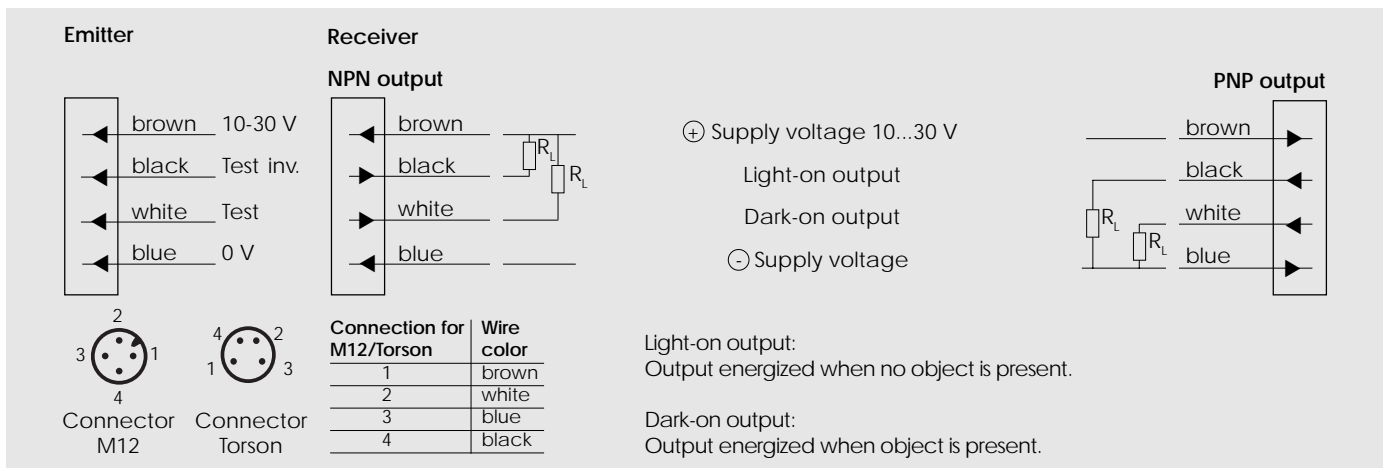 Emitter
Receiver
NPN output
PNP output
brown 10-30 V
black Test inv.
white Test
blue 0 V
brown
black
white
blue
R_L
R_L
(+) Supply voltage 10...30 V
Light-on output
Dark-on output
(-) Supply voltage
brown
black
white
blue
R_L
R_L
2
3 1
4
Connector
M12
4 2
1 3
Connector
Torson
Connection for M12/Torson Wire color
1 brown
2 white
3 blue
4 black
Light-on output:
Output energized when no object is present.
Dark-on output:
Output energized when object is present.